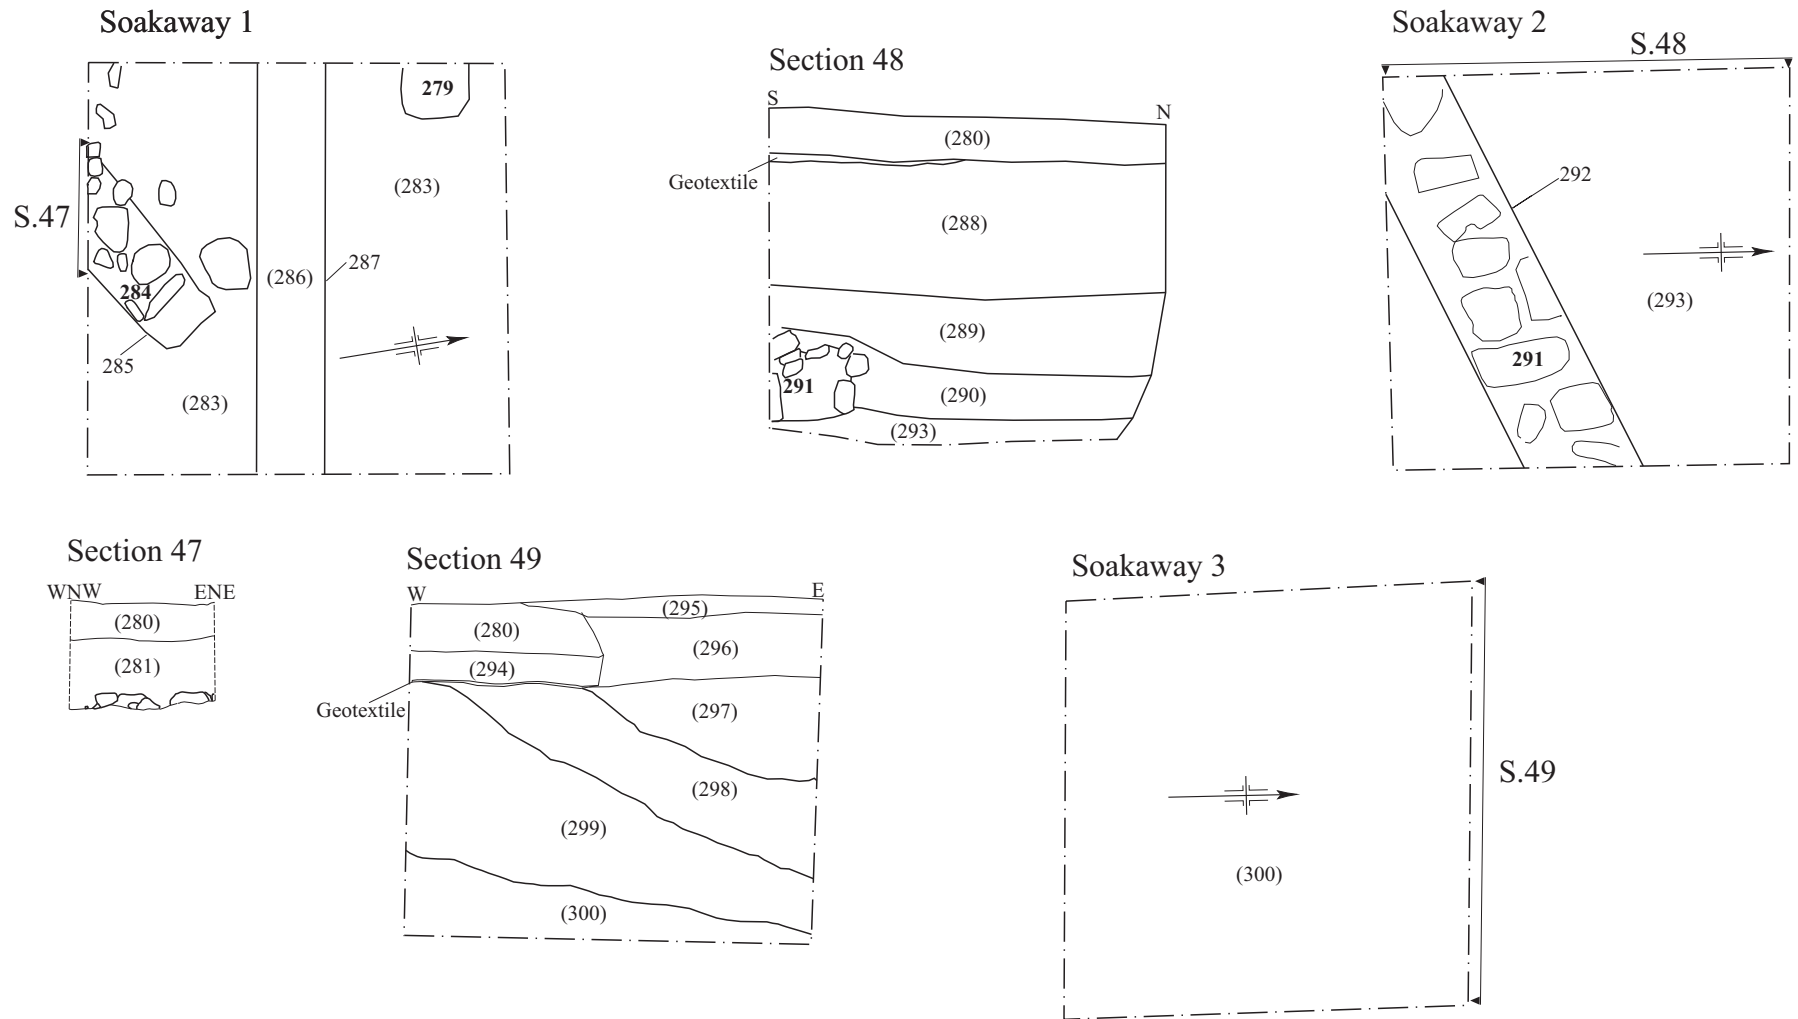 Soakaway 1
279
(283)
S.47
284
(286)
287
285
(283)
Section 48
S
N
(280)
Geotextile
(288)
(289)
291
(290)
(293)
Soakaway 2
S.48
292
(293)
291
Section 47
WNW
ENE
(280)
(281)
Section 49
W
E
(295)
(280)
(296)
(294)
Geotextile
(297)
(298)
(299)
(300)
Soakaway 3
S.49
(300)